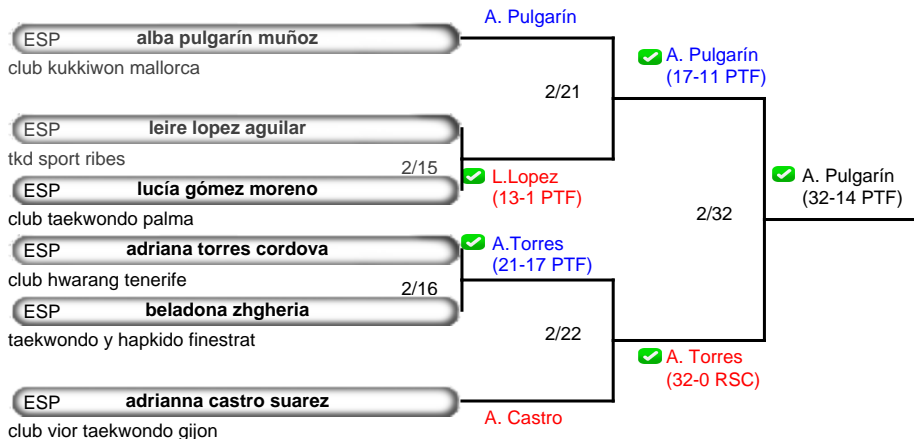 A. Pulgarín
ESP alba pulgarín muñoz
club kukkiwon mallorca
A. Pulgarín
(17-11 PTF)
2/21
ESP leire lopez aguilar
tkd sport ribes
2/15
L.Lopez
(13-1 PTF)
ESP lucía gómez moreno
club taekwondo palma
A. Pulgarín
(32-14 PTF)
2/32
ESP adriana torres cordova
club hwarang tenerife
A.Torres
(21-17 PTF)
2/16
ESP beladona zhgheria
taekwondo y hapkido finestrat
2/22
A. Torres
(32-0 RSC)
ESP adrianna castro suarez
club vior taekwondo gijon
A. Castro